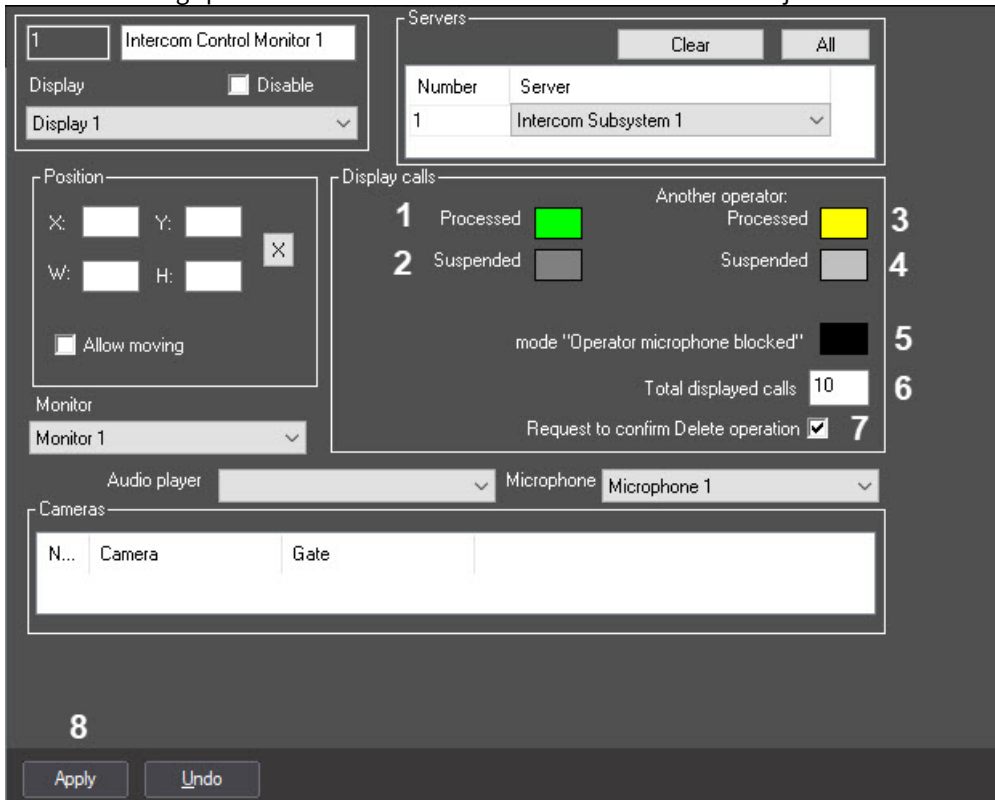 1 Intercom Control Monitor 1
Display Disable
Display 1
Servers
Clear All
Number Server
1 Intercom Subsystem 1
Position
X: Y:
X
W: H:
Allow moving
Monitor
Monitor 1
Display calls
Another operator:
1 Processed Processed 3
2 Suspended Suspended 4
mode "Operator microphone blocked" 5
Total displayed calls 10 6
Request to confirm Delete operation 7
Audio player Microphone Microphone 1
Cameras
N... Camera Gate
8
Apply Undo